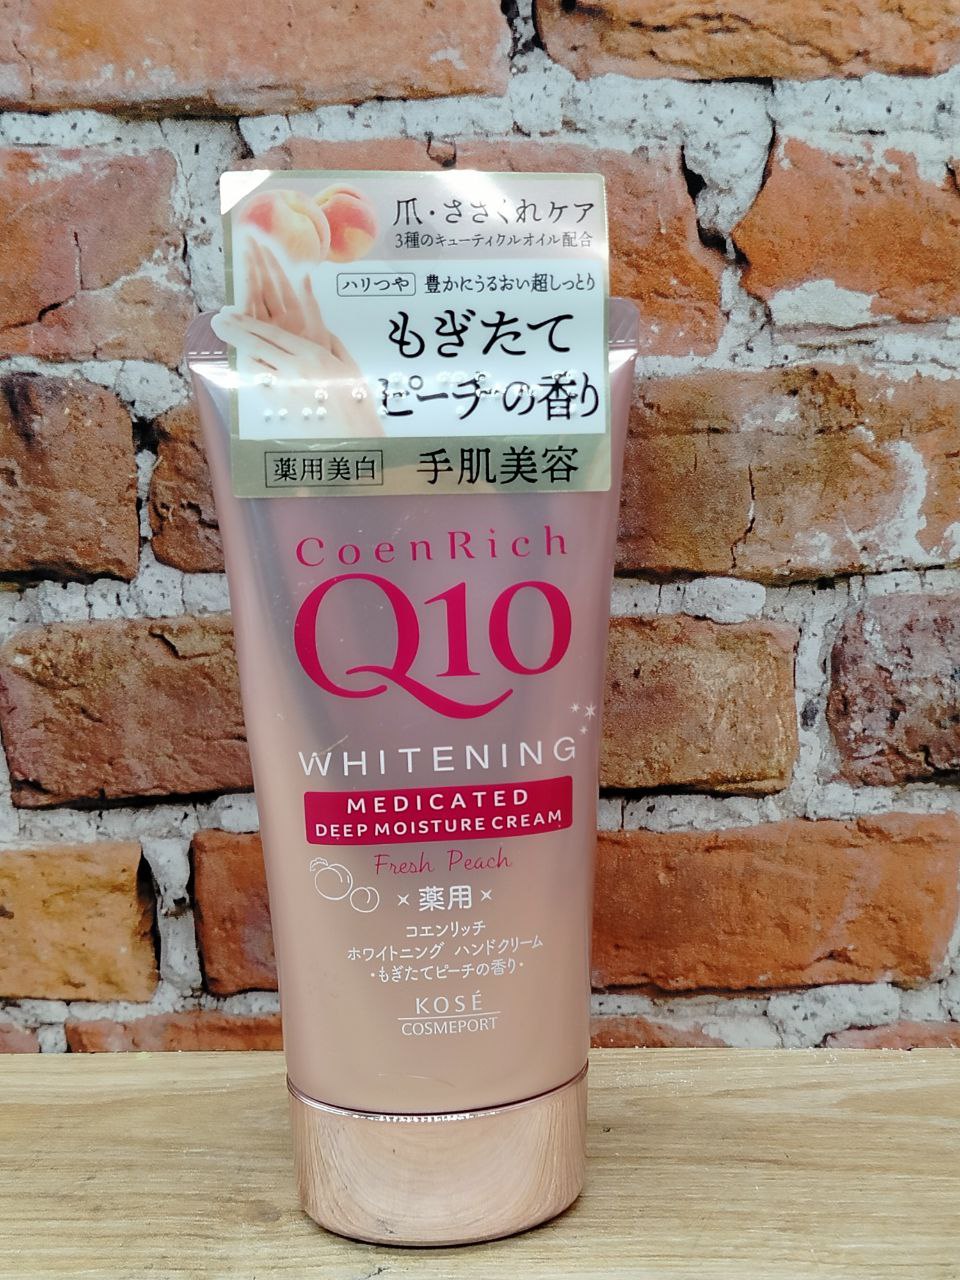 爪・ささくれケア
3種のキューティクルオイル配合
ハリつや 豊かにうるおい超しっとり
もぎたて
ピーチの香り
薬用美白 手肌美容
CoenRich
Q10
WHITENING
MEDICATED
DEEP MOISTURE CREAM
Fresh Peach
薬用
コエンリッチ
ホワイトニング ハンドクリーム
・もぎたてピーチの香り・
KOSÉ
COSMEPORT